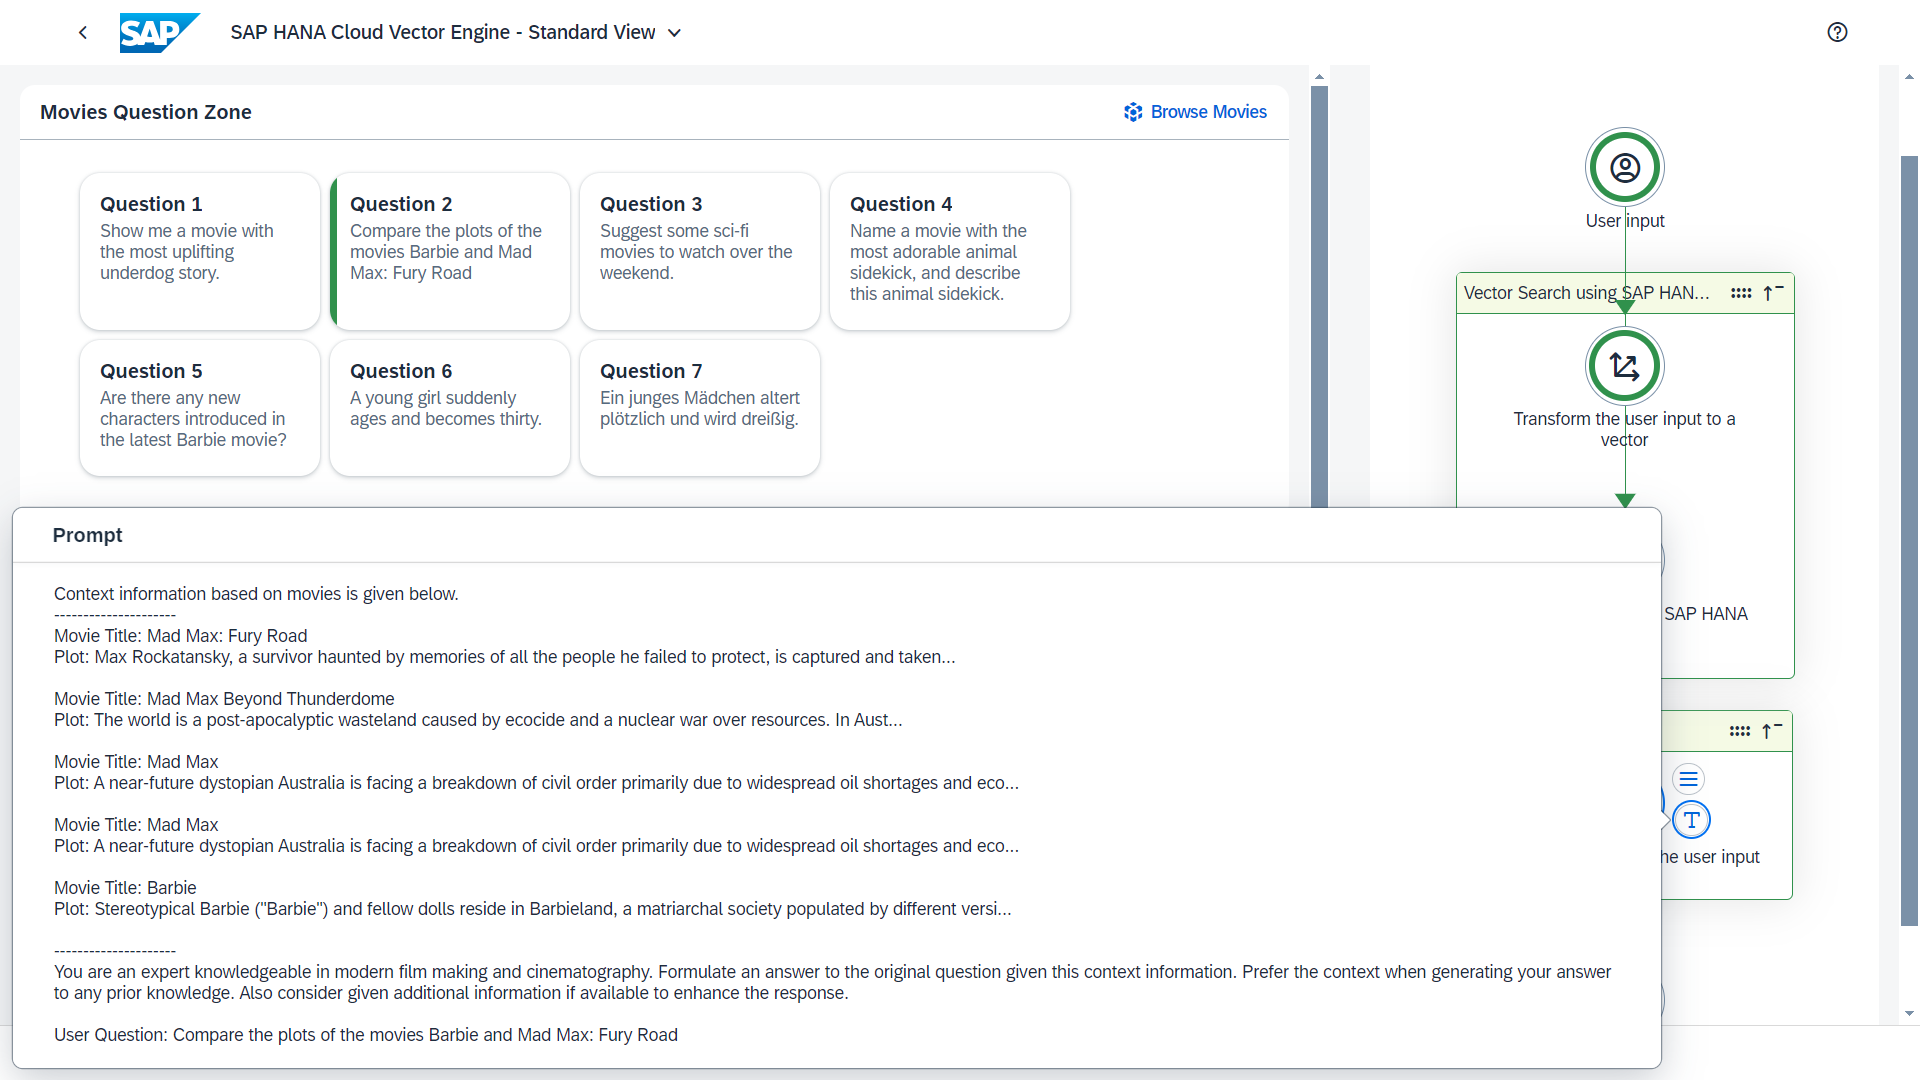 SAP
SAP HANA Cloud Vector Engine - Standard View
Movies Question Zone
Browse Movies
Question 1
Show me a movie with
the most uplifting
underdog story.
Question 2
Compare the plots of the
movies Barbie and Mad
Max: Fury Road
Question 3
Suggest some sci-fi
movies to watch over the
weekend.
Question 4
Name a movie with the
most adorable animal
sidekick, and describe
this animal sidekick.
Question 5
Are there any new
characters introduced in
the latest Barbie movie?
Question 6
A young girl suddenly
ages and becomes thirty.
Question 7
Ein junges Mädchen altert
plötzlich und wird dreißig.
User input
Vector Search using SAP HAN...
Transform the user input to a
vector
SAP HANA
he user input
Prompt
Context information based on movies is given below.
---------------------
Movie Title: Mad Max: Fury Road
Plot: Max Rockatansky, a survivor haunted by memories of all the people he failed to protect, is captured and taken...

Movie Title: Mad Max Beyond Thunderdome
Plot: The world is a post-apocalyptic wasteland caused by ecocide and a nuclear war over resources. In Aust...

Movie Title: Mad Max
Plot: A near-future dystopian Australia is facing a breakdown of civil order primarily due to widespread oil shortages and eco...

Movie Title: Mad Max
Plot: A near-future dystopian Australia is facing a breakdown of civil order primarily due to widespread oil shortages and eco...

Movie Title: Barbie
Plot: Stereotypical Barbie ("Barbie") and fellow dolls reside in Barbieland, a matriarchal society populated by different versi...

---------------------
You are an expert knowledgeable in modern film making and cinematography. Formulate an answer to the original question given this context information. Prefer the context when generating your answer
to any prior knowledge. Also consider given additional information if available to enhance the response.

User Question: Compare the plots of the movies Barbie and Mad Max: Fury Road